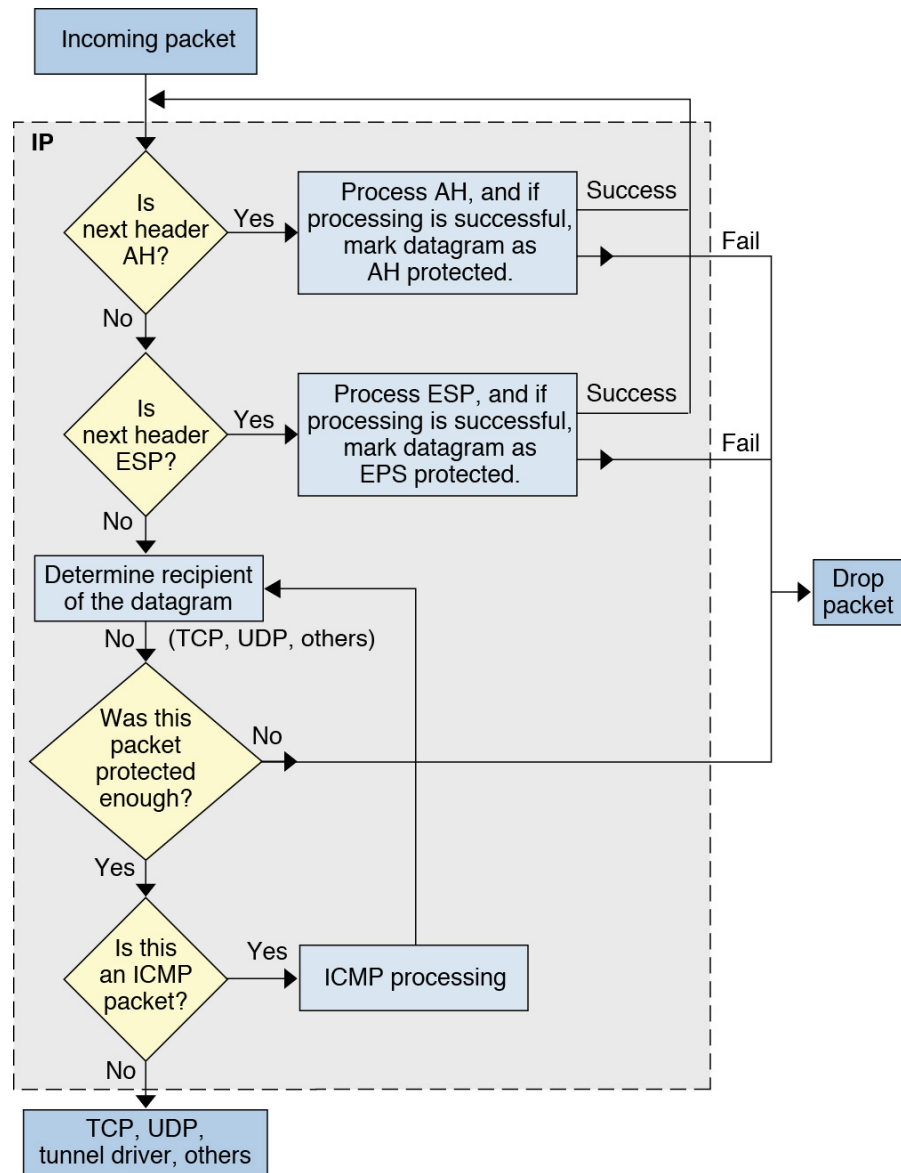 Incoming packet
IP
Is
next header
AH?
Yes
Process AH, and if
processing is successful,
mark datagram as
AH protected.
Success
Fail
No
Is
next header
ESP?
Yes
Process ESP, and if
processing is successful,
mark datagram as
EPS protected.
Success
Fail
No
Determine recipient
of the datagram
Drop
packet
No
(TCP, UDP, others)
Was this
packet
protected
enough?
No
Yes
Is this
an ICMP
packet?
Yes
ICMP processing
No
TCP, UDP,
tunnel driver, others